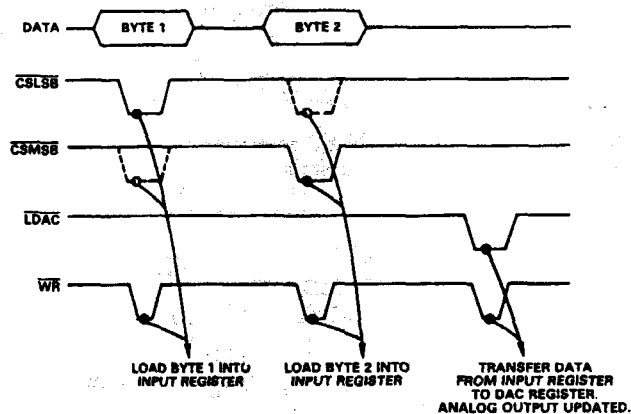 DATA
BYTE 1
BYTE 2
CSLSB
CSMSB
LDAC
WR
LOAD BYTE 1 INTO
INPUT REGISTER
LOAD BYTE 2 INTO
INPUT REGISTER
TRANSFER DATA
FROM INPUT REGISTER
TO DAC REGISTER.
ANALOG OUTPUT UPDATED.